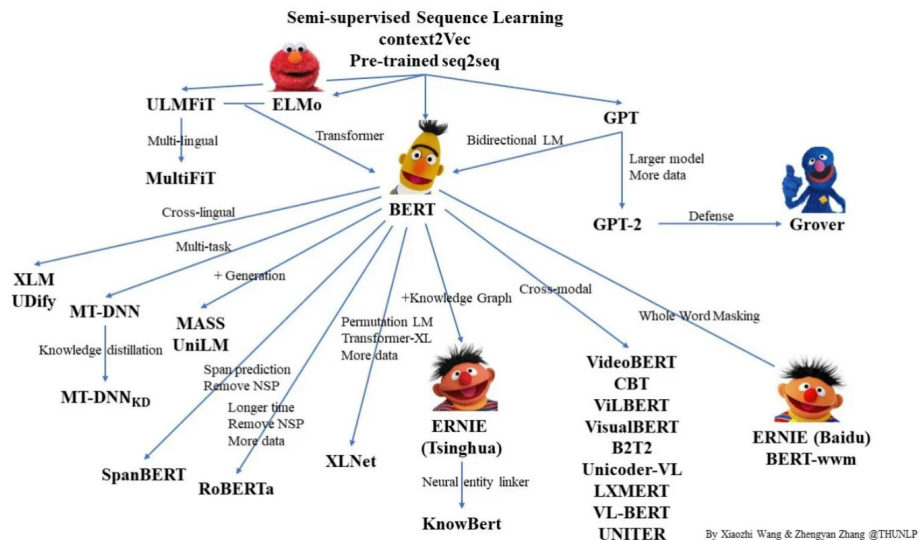 Semi-supervised Sequence Learning
context2Vec
Pre-trained seq2seq
ULMFiT
ELMo
GPT
Multi-lingual
Transformer
Bidirectional LM
Larger model
More data
MultiFiT
BERT
GPT-2
Defense
Grover
Cross-lingual
Multi-task
+ Generation
+Knowledge Graph
Cross-modal
Whole Word Masking
XLM
UDify
MT-DNN
MASS
UniLM
Permutation LM
Transformer-XL
More data
Knowledge distillation
Span prediction
Remove NSP
VideoBERT
CBT
ViLBERT
VisualBERT
B2T2
Unicoder-VL
LXMERT
VL-BERT
UNITER
MT-DNNKD
Longer time
Remove NSP
More data
ERNIE
(Tsinghua)
ERNIE (Baidu)
BERT-wwm
SpanBERT
RoBERTa
XLNet
Neural entity linker
KnowBert
By Xiaozhi Wang & Zhengyan Zhang @THUNLP